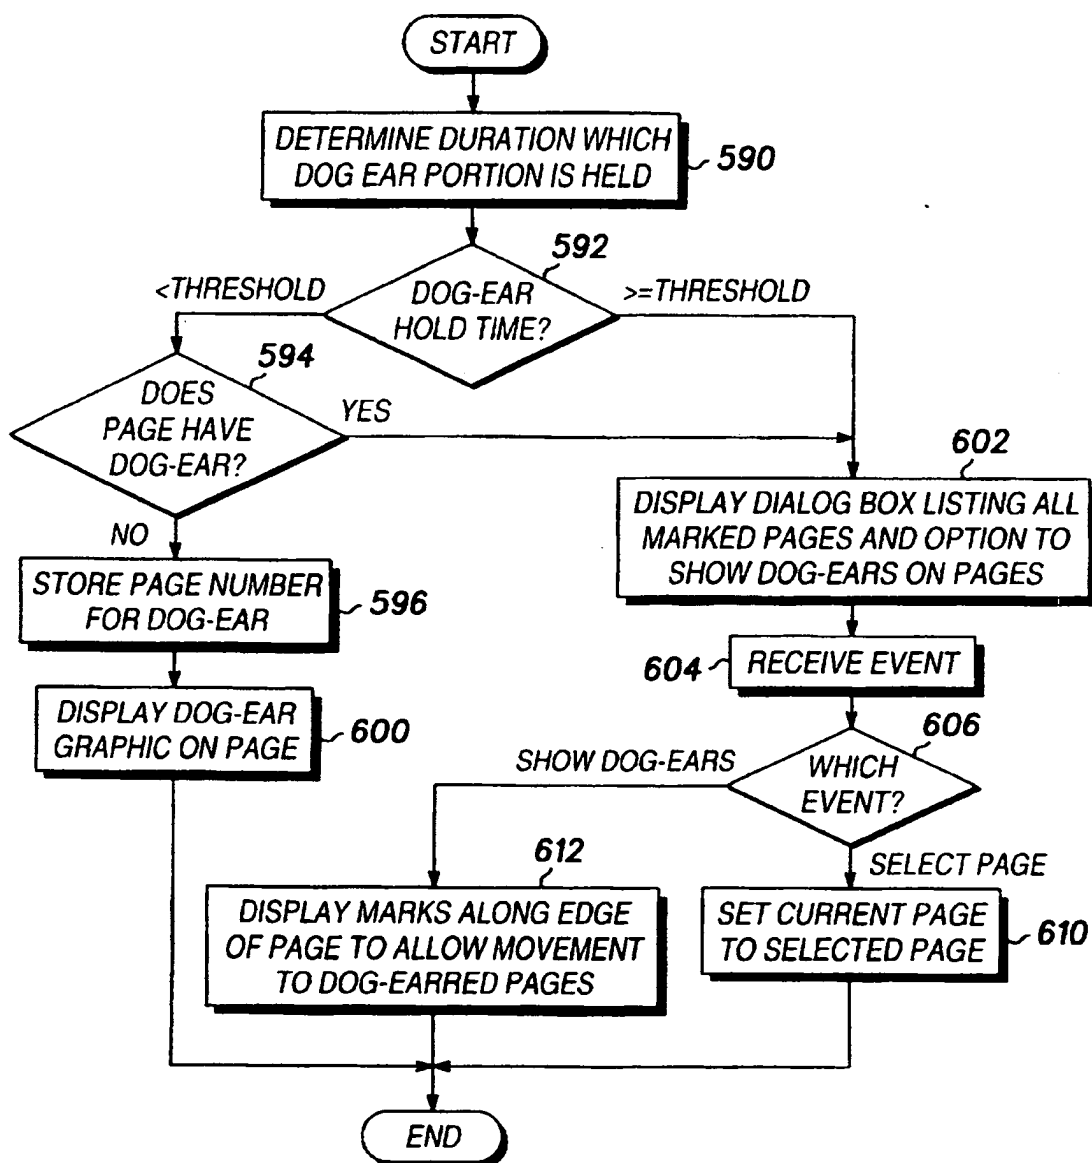 START
DETERMINE DURATION WHICH
DOG EAR PORTION IS HELD
590
592
<THRESHOLD
DOG-EAR
HOLD TIME?
>=THRESHOLD
594
DOES
PAGE HAVE
DOG-EAR?
YES
NO
602
DISPLAY DIALOG BOX LISTING ALL
MARKED PAGES AND OPTION TO
SHOW DOG-EARS ON PAGES
STORE PAGE NUMBER
FOR DOG-EAR
596
604
RECEIVE EVENT
DISPLAY DOG-EAR
GRAPHIC ON PAGE
600
606
SHOW DOG-EARS
WHICH
EVENT?
SELECT PAGE
612
DISPLAY MARKS ALONG EDGE
OF PAGE TO ALLOW MOVEMENT
TO DOG-EARRED PAGES
SET CURRENT PAGE
TO SELECTED PAGE
610
END